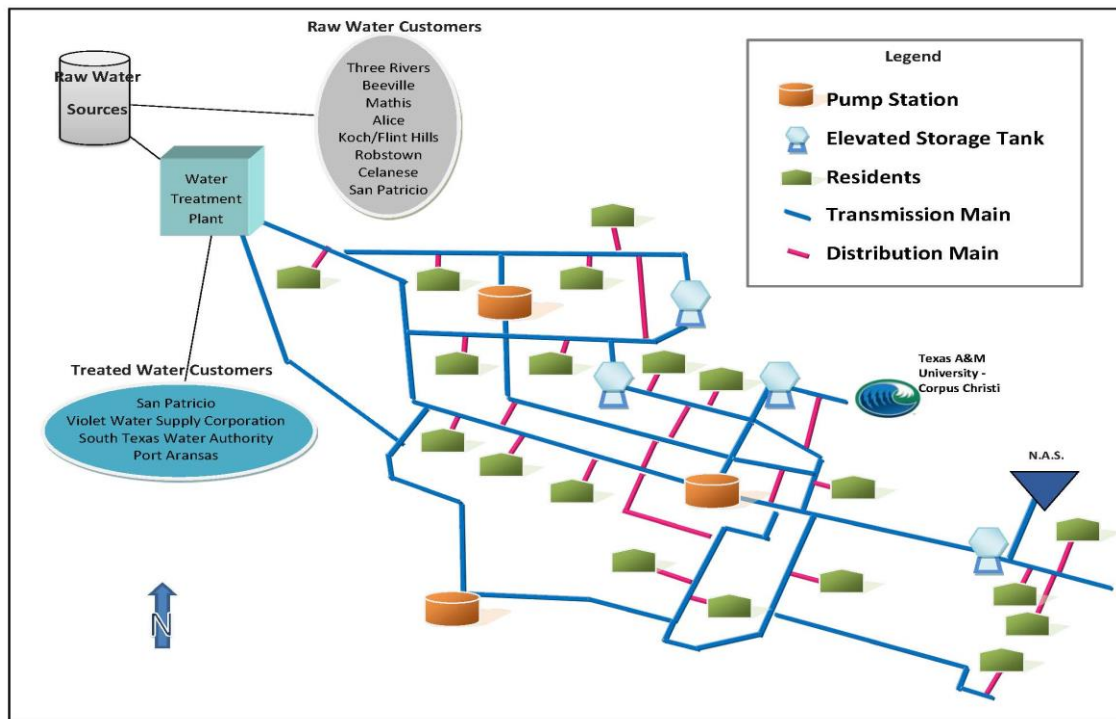 Raw Water Customers
Raw Water
Sources
Three Rivers
Beeville
Mathis
Alice
Koch/Flint Hills
Robstown
Celanese
San Patricio
Water
Treatment
Plant
Legend
Pump Station
Elevated Storage Tank
Residents
Transmission Main
Distribution Main
Treated Water Customers
San Patricio
Violet Water Supply Corporation
South Texas Water Authority
Port Aransas
Texas A&M
University -
Corpus Christi
N.A.S.
N